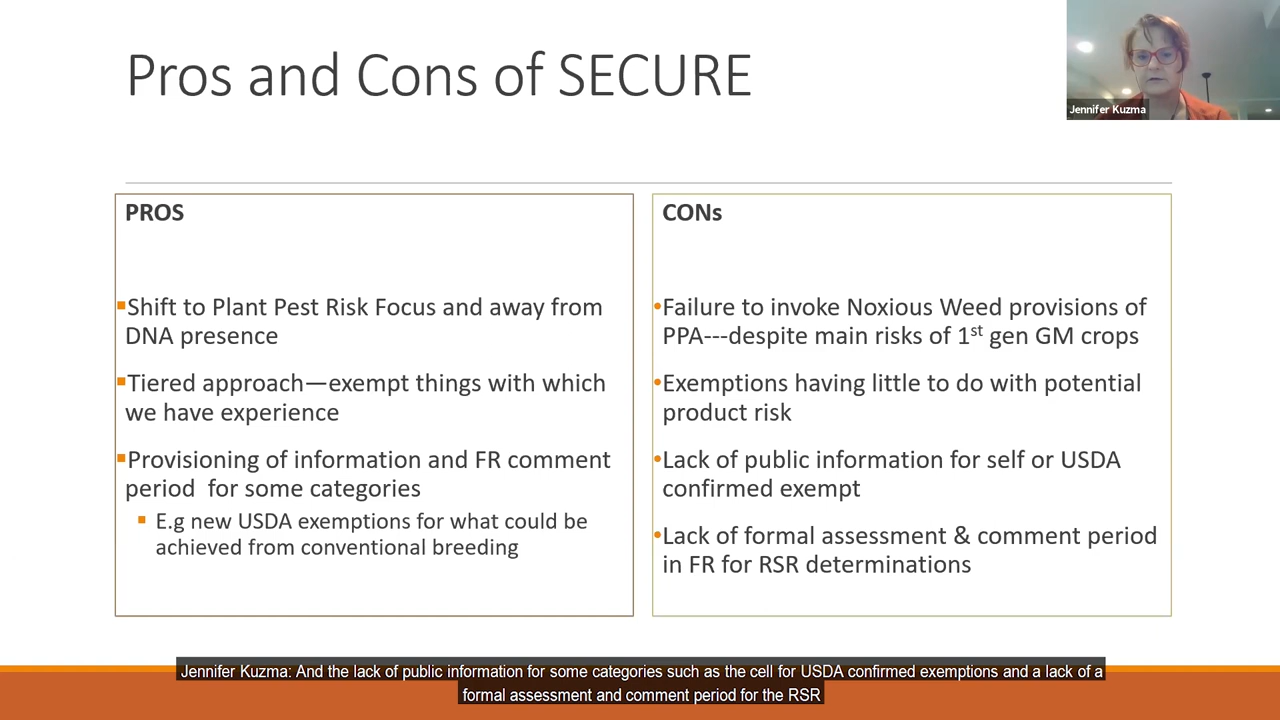 Pros and Cons of SECURE
Jennifer Kuzma
PROS
Shift to Plant Pest Risk Focus and away from
DNA presence
Tiered approach—exempt things with which
we have experience
Provisioning of information and FR comment
period for some categories
E.g new USDA exemptions for what could be
achieved from conventional breeding
CONs
Failure to invoke Noxious Weed provisions of
PPA---despite main risks of 1st gen GM crops
Exemptions having little to do with potential
product risk
Lack of public information for self or USDA
confirmed exempt
Lack of formal assessment & comment period
in FR for RSR determinations
Jennifer Kuzma: And the lack of public information for some categories such as the cell for USDA confirmed exemptions and a lack of a
formal assessment and comment period for the RSR